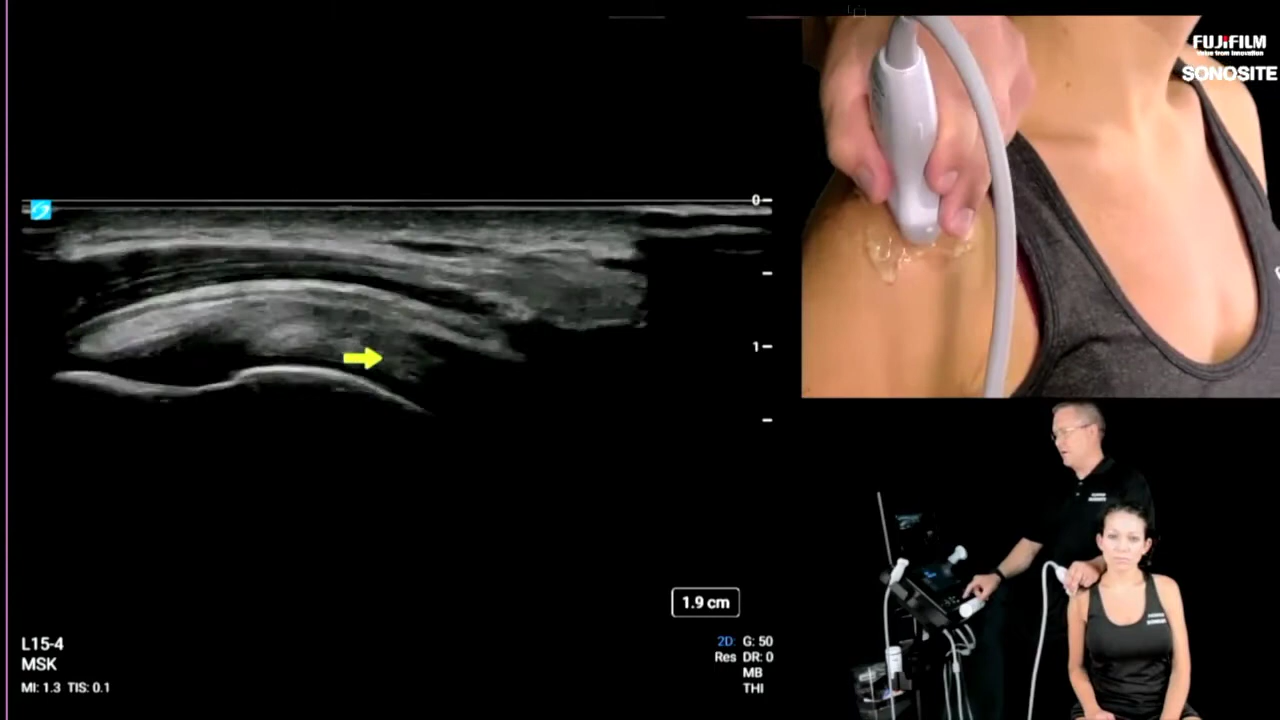 FUJIFILM
Value from Innovation
SONOSITE
0
1
1.9 cm
L15-4
MSK
MI: 1.3 TIS: 0.1
2D: G: 50
Res DR: 0
MB
THI